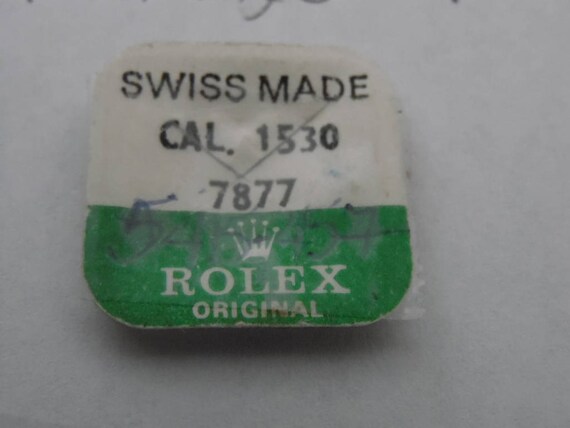 SWISS MADE
CAL. 1530
7877
ROLEX
ORIGINAL